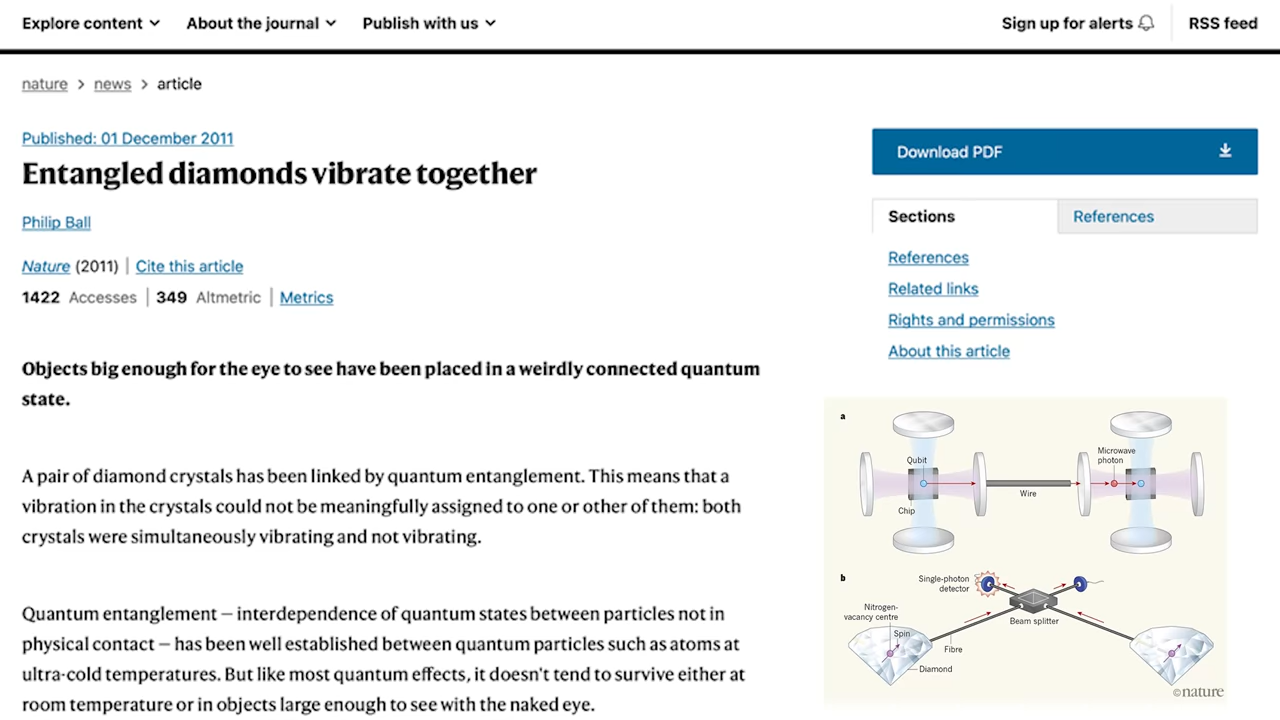 Explore content About the journal Publish with us Sign up for alerts RSS feed
nature > news > article
Published: 01 December 2011
Entangled diamonds vibrate together
Philip Ball
Nature (2011) | Cite this article
1422 Accesses | 349 Altmetric | Metrics
Objects big enough for the eye to see have been placed in a weirdly connected quantum
state.
A pair of diamond crystals has been linked by quantum entanglement. This means that a
vibration in the crystals could not be meaningfully assigned to one or other of them: both
crystals were simultaneously vibrating and not vibrating.
Quantum entanglement — interdependence of quantum states between particles not in
physical contact — has been well established between quantum particles such as atoms at
ultra-cold temperatures. But like most quantum effects, it doesn't tend to survive either at
room temperature or in objects large enough to see with the naked eye.
Download PDF
Sections References
References
Related links
Rights and permissions
About this article
a
Qubit
Chip
Wire
Microwave
photon
b
Single-photon
detector
Nitrogen-
vacancy centre
Spin
Beam splitter
Fibre
Diamond
©nature